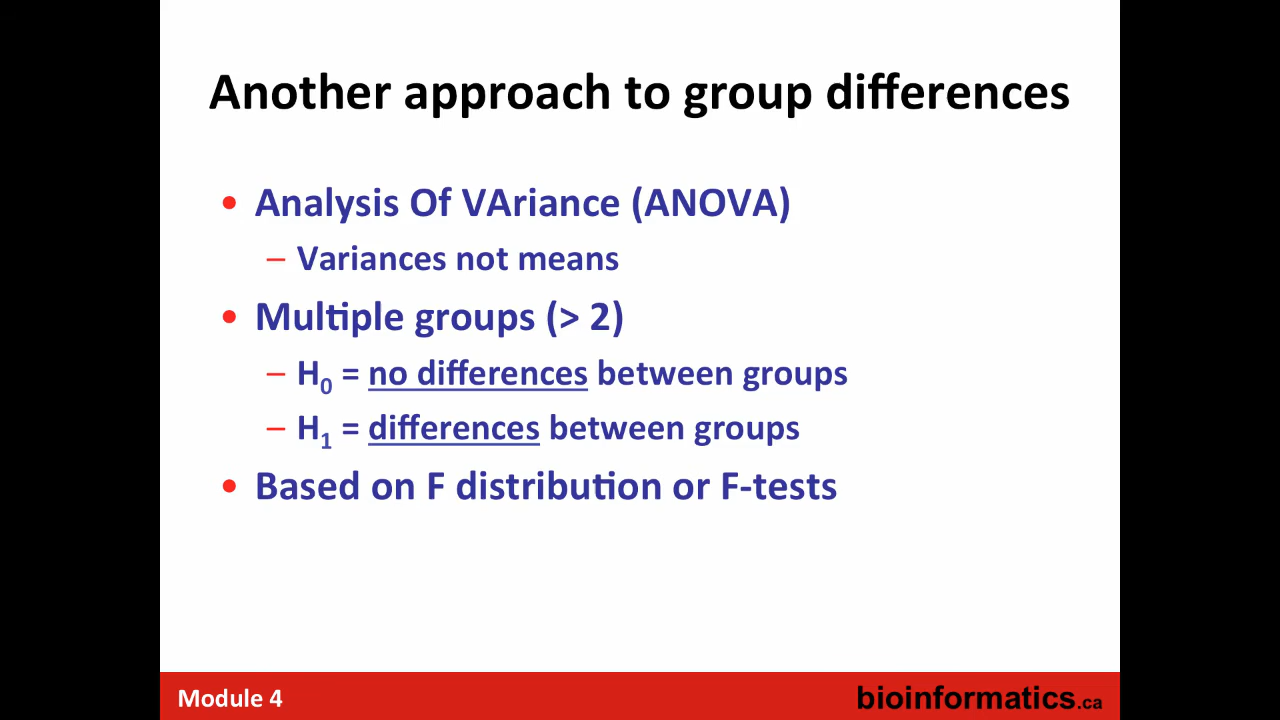 Another approach to group differences
• Analysis Of VAriance (ANOVA)
– Variances not means
• Multiple groups (> 2)
– H0 = no differences between groups
– H1 = differences between groups
• Based on F distribution or F-tests
Module 4
bioinformatics.ca